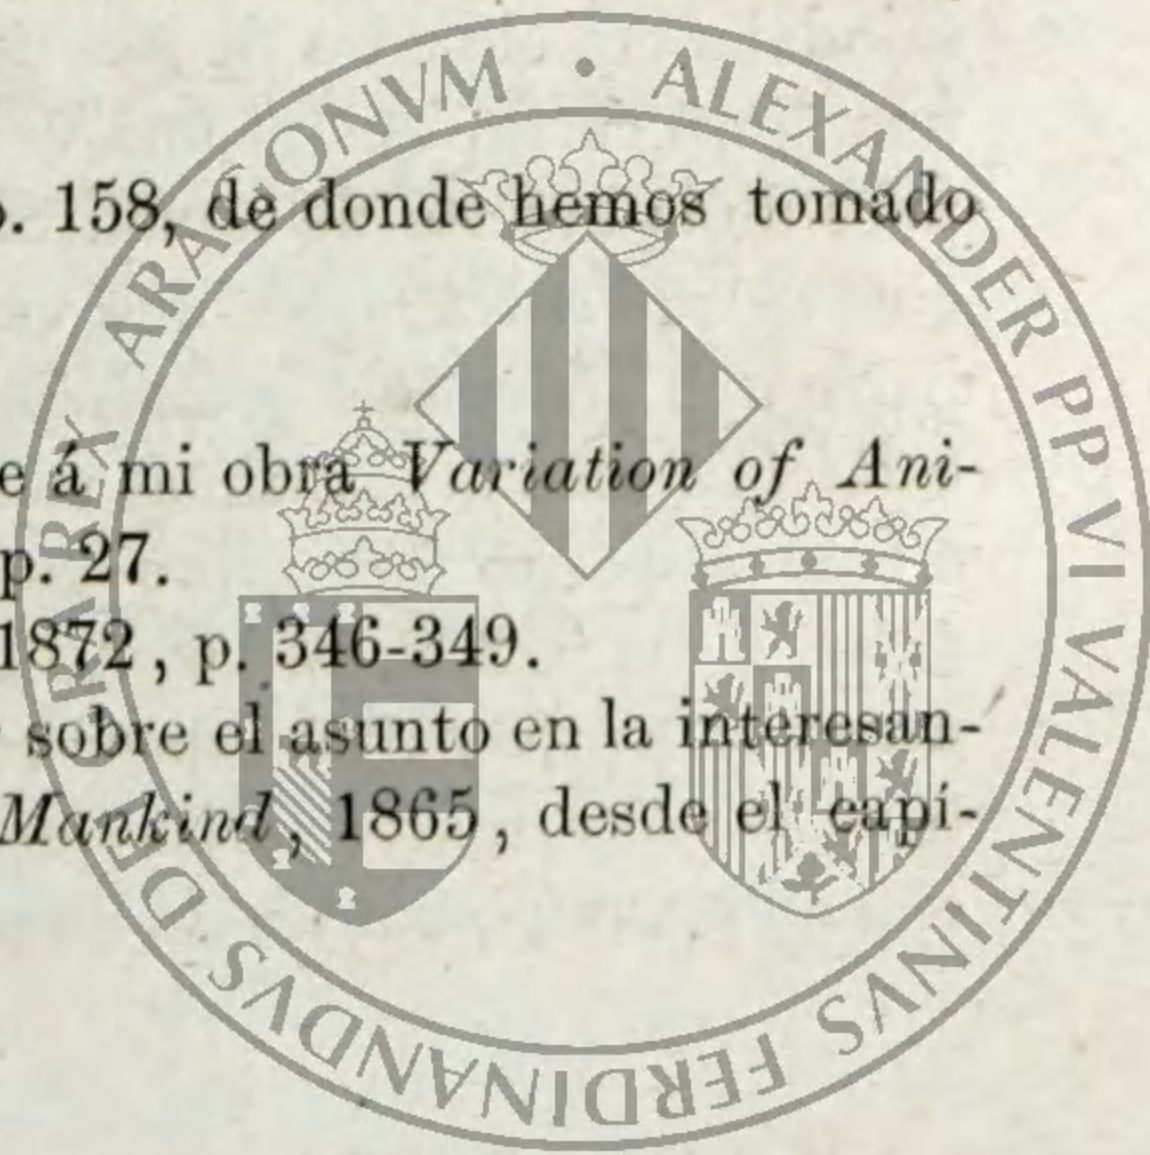 p. 158, de donde hemos tomado
e á mi obra Variation of Ani-
p. 27.
1872, p. 346-349.
sobre el asunto en la interesan-
Mankind, 1865, desde el capí-
ALEXANDER PP VI VALENTINVS FERDINANDVS DEI GRA REX ARAGONVM